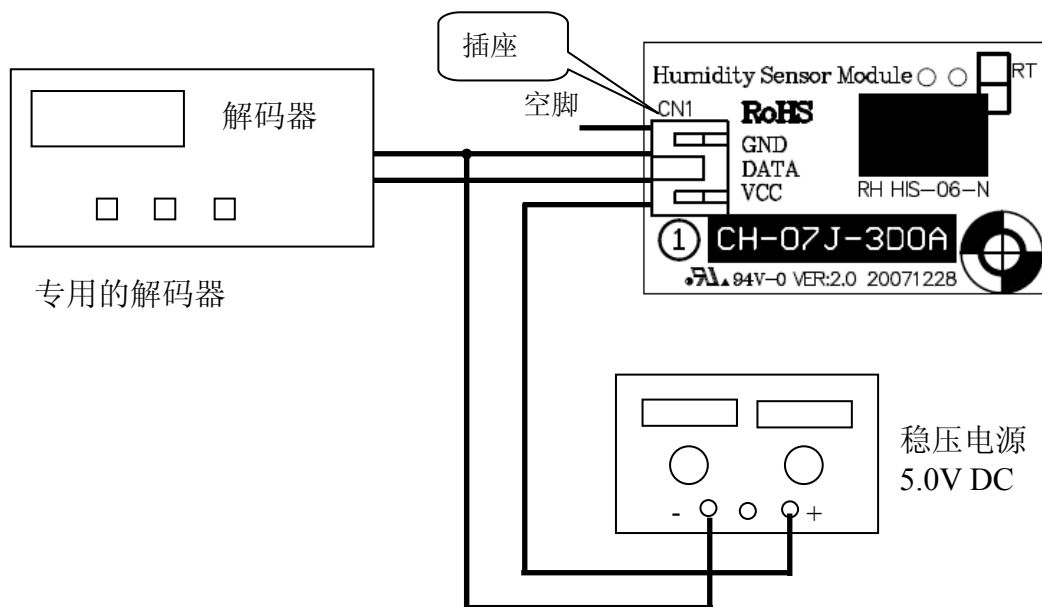 插座
解码器
专用的解码器
空脚
Humidity Sensor Module
RT
CN1
RoHS
GND
DATA
VCC
RH HIS-06-N
1
CH-07J-3D0A
94V-0 VER:2.0 20071228
稳压电源
5.0V DC
- +